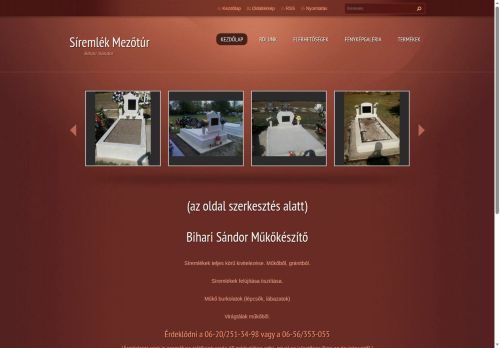 Kezdőlap Oldaltérkép RSS Nyomtatás
Síremlék Mezőtúr
Bihari Sándor
KEZDŐLAP RÓLUNK ELÉRHETŐSÉGEK FÉNYKÉPGALÉRIA TERMÉKEK
(az oldal szerkesztés alatt)
Bihari Sándor Műkőkészítő
Síremlékek teljes körű kivitelezése. Műkőből, gránitból.
Síremlékek felújítása tisztítása.
Műkő burkolatok (lépcsők, lábazatok)
Virágtálak műkőből.
Érdeklődni a 06-20/251-34-98 vagy a 06-56/353-055